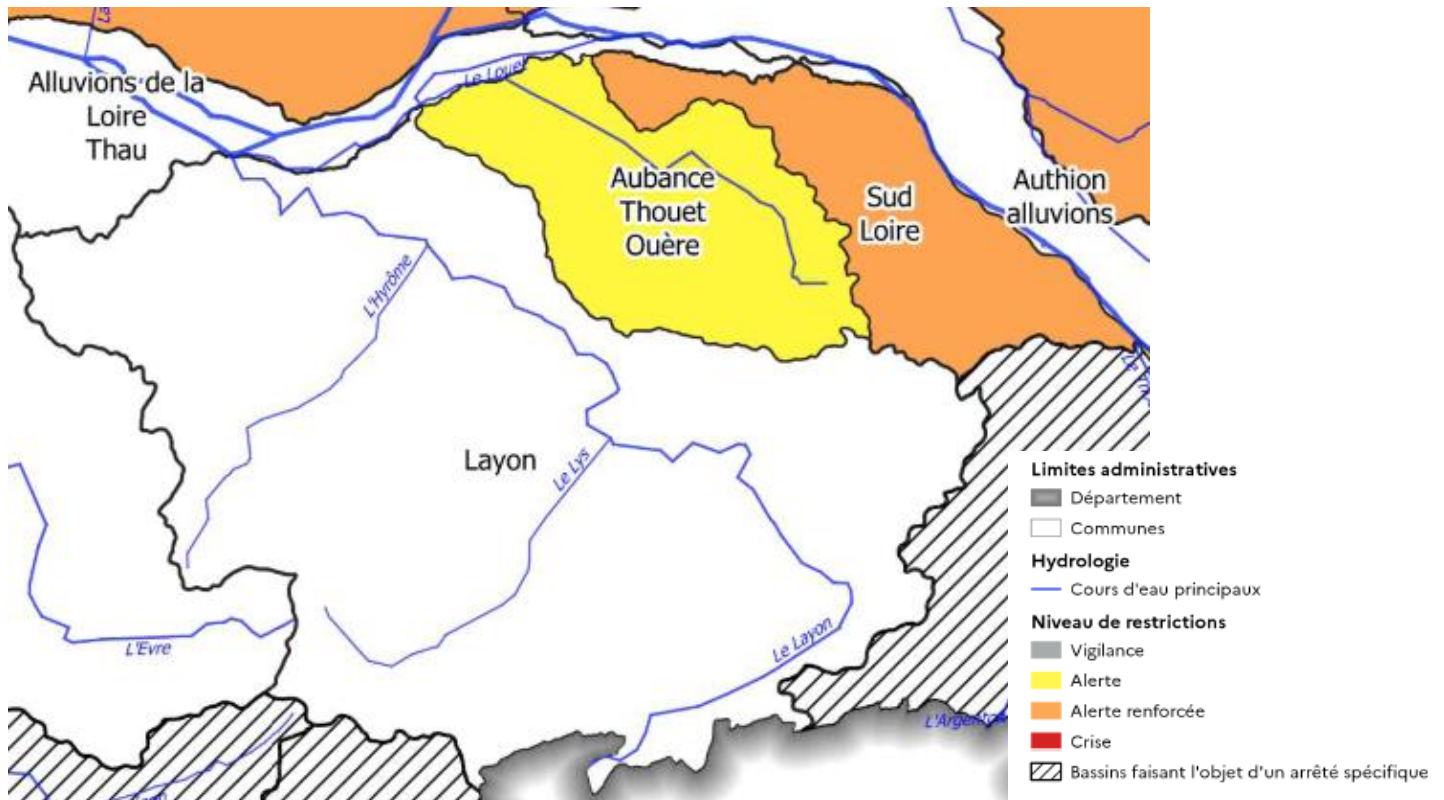 Le Louet
Alluvions de la
Loire
Thau
Aubance
Thouet
Ouère
Sud
Loire
Authion
alluvions
L'Hyrôme
Layon
Le Lys
L'Evre
Le Layon
Limites administratives
Département
Communes
Hydrologie
Cours d'eau principaux
Niveau de restrictions
Vigilance
Alerte
Alerte renforcée
Crise
Bassins faisant l'objet d'un arrêté spécifique